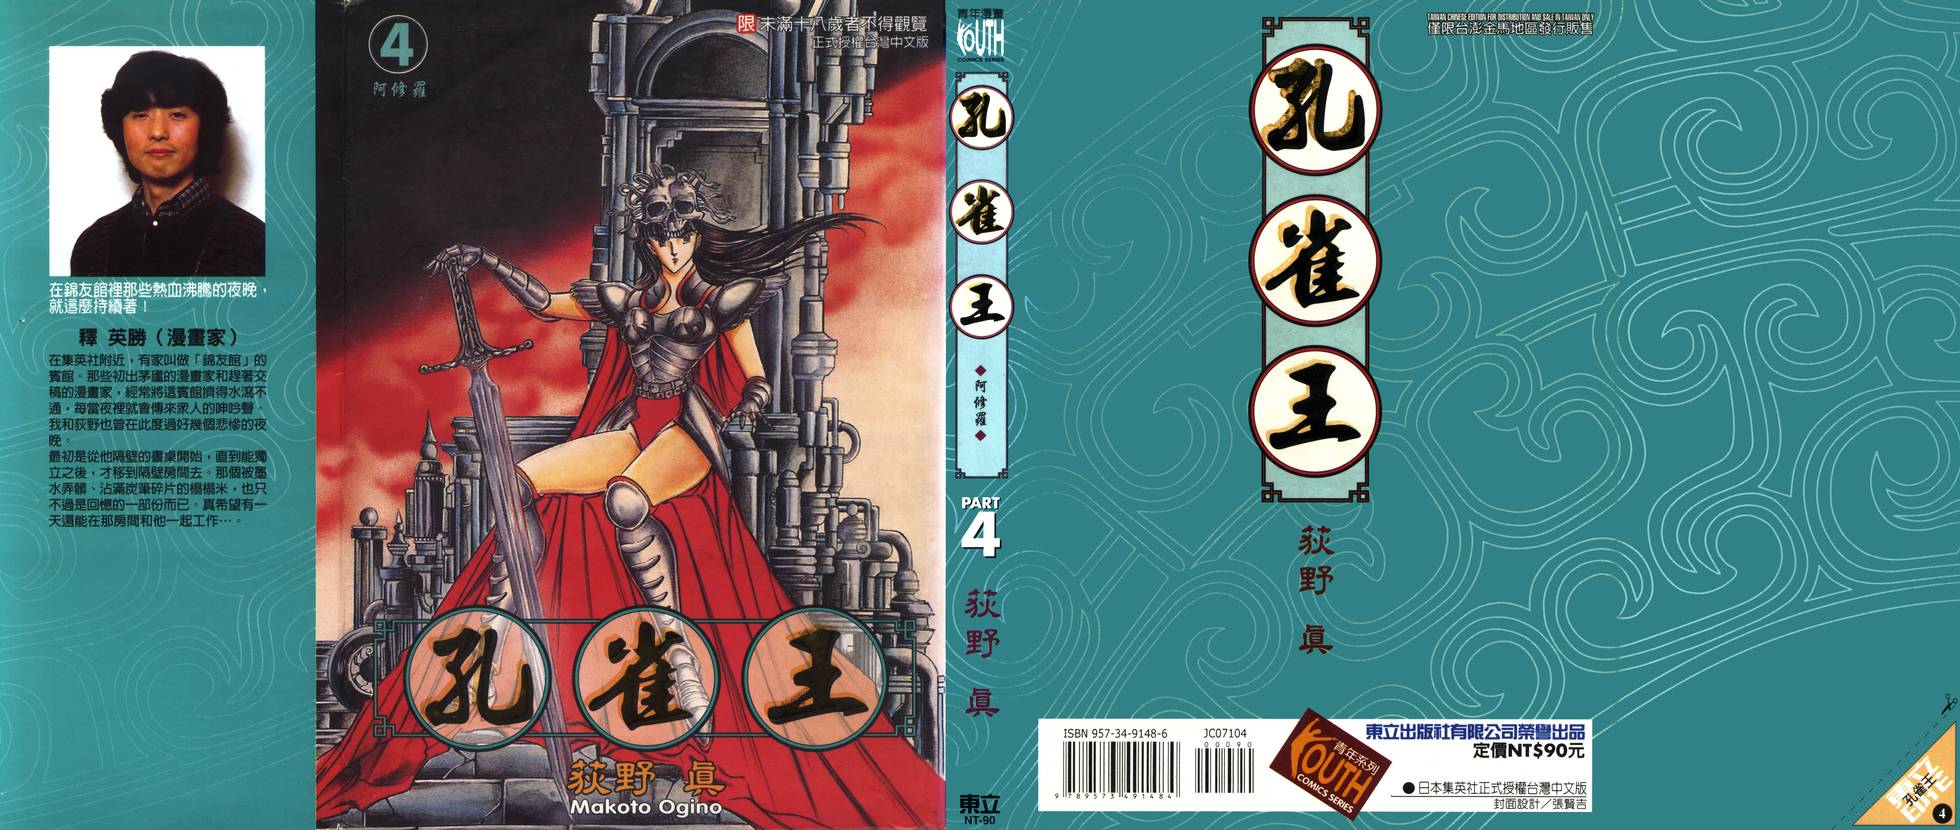 在錦友館裡那些熱血沸騰的夜晚，
就這麼持續著！
釋 英勝（漫畫家）
在集英社附近，有家叫做「錦友館」的
賓館。那些初出茅廬的漫畫家和趕著交
稿的漫畫家，經常將這賓館擠得水瀉不
通，每當夜裡就會傳來衆人的呻吟聲。
我和荻野也曾在此度過好幾個悲慘的夜
晚。
最初是從他隔壁的書桌開始，直到能獨
立之後，才移到隔壁房間去。那個被墨
水弄髒、沾滿炭筆碎片的榻榻米，也只
不過是回憶的一部份而已。真希望有一
天還能在那房間和他一起工作…。
4
阿修羅
限 未滿十八歲者不得觀覽
正式授權台灣中文版
孔雀王
荻野 眞
Makoto Ogino
青年漫畫
YOUTH
COMICS SERIES
孔雀王
◆阿修羅◆
PART
4
荻野 眞
東立
NT-90
孔雀王
荻野 眞
TAIWAN CHINESE EDITION FOR DISTRIBUTION AND SALE IN TAIWAN ONLY
僅限台澎金馬地區發行販售
ISBN 957-34-9148-6
JC07104
00090
9 789573 491484
青年系列
YOUTH
COMICS SERIES
東立出版社有限公司榮譽出品
定價NT$90元
●日本集英社正式授權台灣中文版
封面設計／張賢吉
東立
孔雀王
4